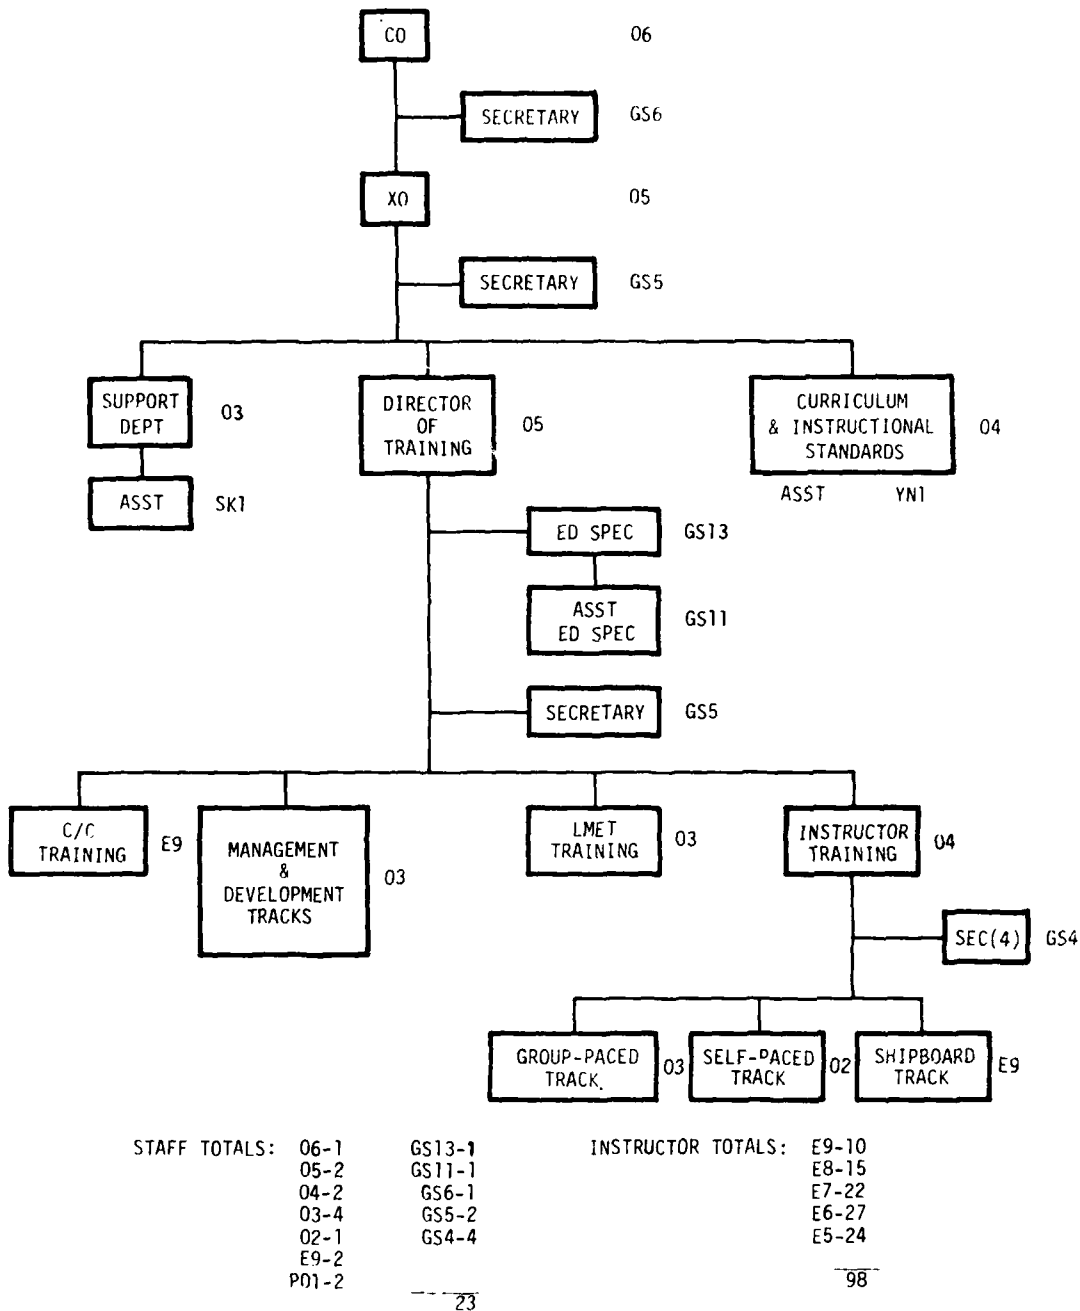 CO 06
SECRETARY GS6
XO 05
SECRETARY GS5
SUPPORT
DEPT 03
DIRECTOR
OF
TRAINING 05
CURRICULUM
& INSTRUCTIONAL
STANDARDS 04
ASST SK1
ASST YN1
ED SPEC GS13
ASST
ED SPEC GS11
SECRETARY GS5
C/C
TRAINING E9
MANAGEMENT
&
DEVELOPMENT
TRACKS 03
LMET
TRAINING 03
INSTRUCTOR
TRAINING 04
SEC(4) GS4
GROUP-PACED
TRACK. 03
SELF-PACED
TRACK 02
SHIPBOARD
TRACK E9
STAFF TOTALS: 06-1 GS13-1
05-2 GS11-1
04-2 GS6-1
03-4 GS5-2
02-1 GS4-4
E9-2
PO1-2
23
INSTRUCTOR TOTALS: E9-10
E8-15
E7-22
E6-27
E5-24
98